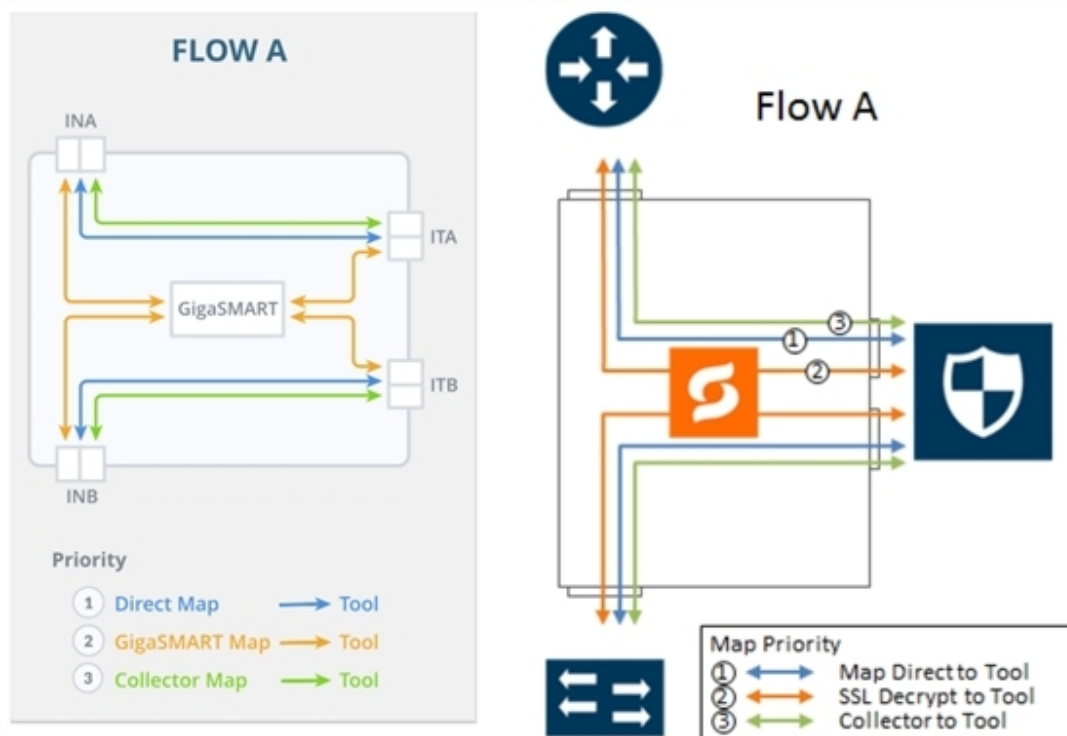 FLOW A
INA
ITA
GigaSMART
ITB
INB
Priority
1 Direct Map Tool
2 GigaSMART Map Tool
3 Collector Map Tool
Flow A
3
1
2
Map Priority
1 Map Direct to Tool
2 SSL Decrypt to Tool
3 Collector to Tool